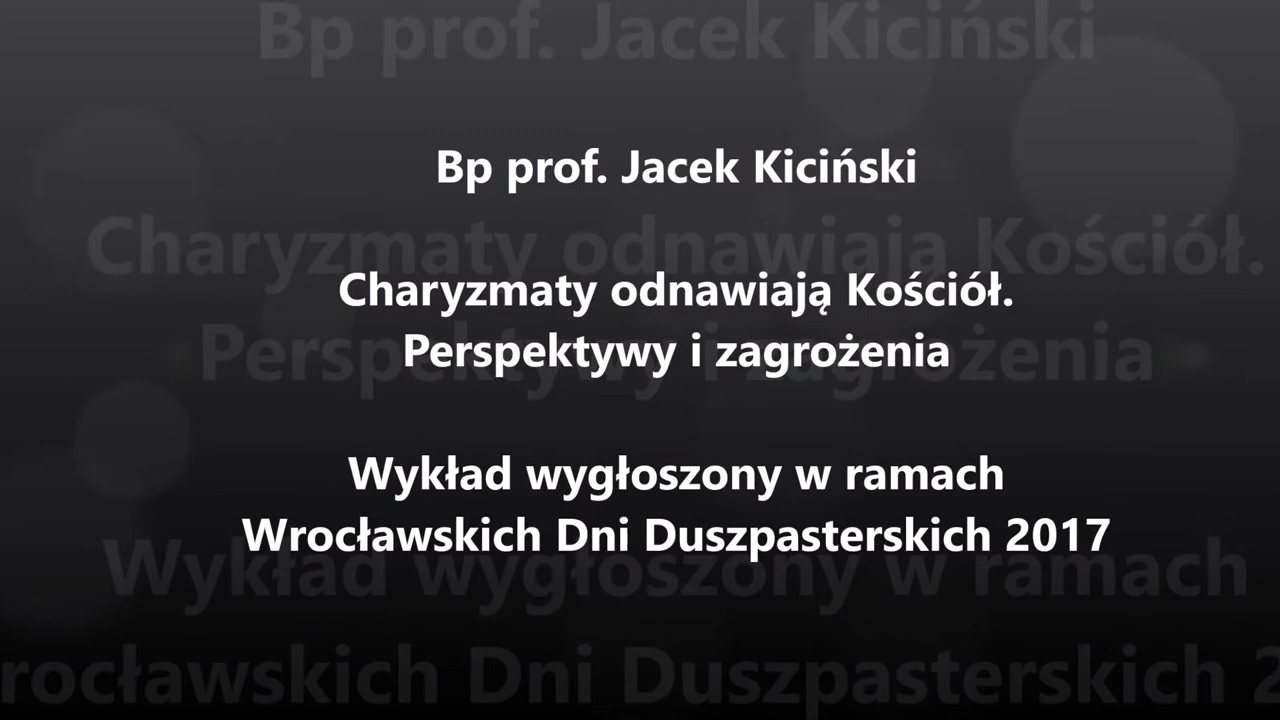 Bp prof. Jacek Kiciński
Charyzmaty odnawiają Kościół.
Perspektywy i zagrożenia
Wykład wygłoszony w ramach
Wrocławskich Dni Duszpasterskich 2017